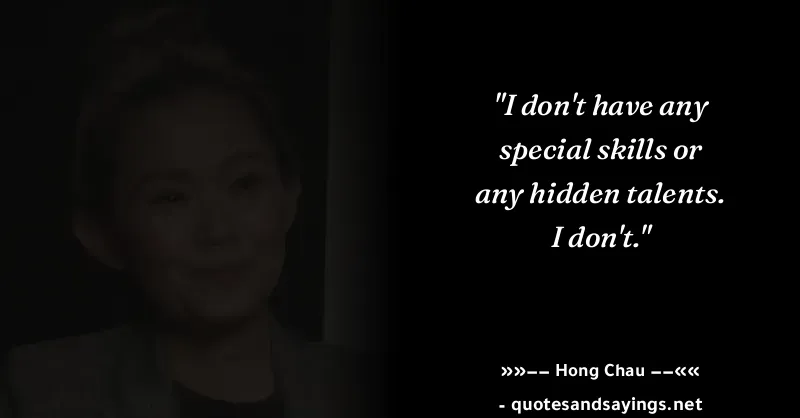 "I don't have any
special skills or
any hidden talents.
I don't."
»»−− Hong Chau −−««
- quotesandsayings.net